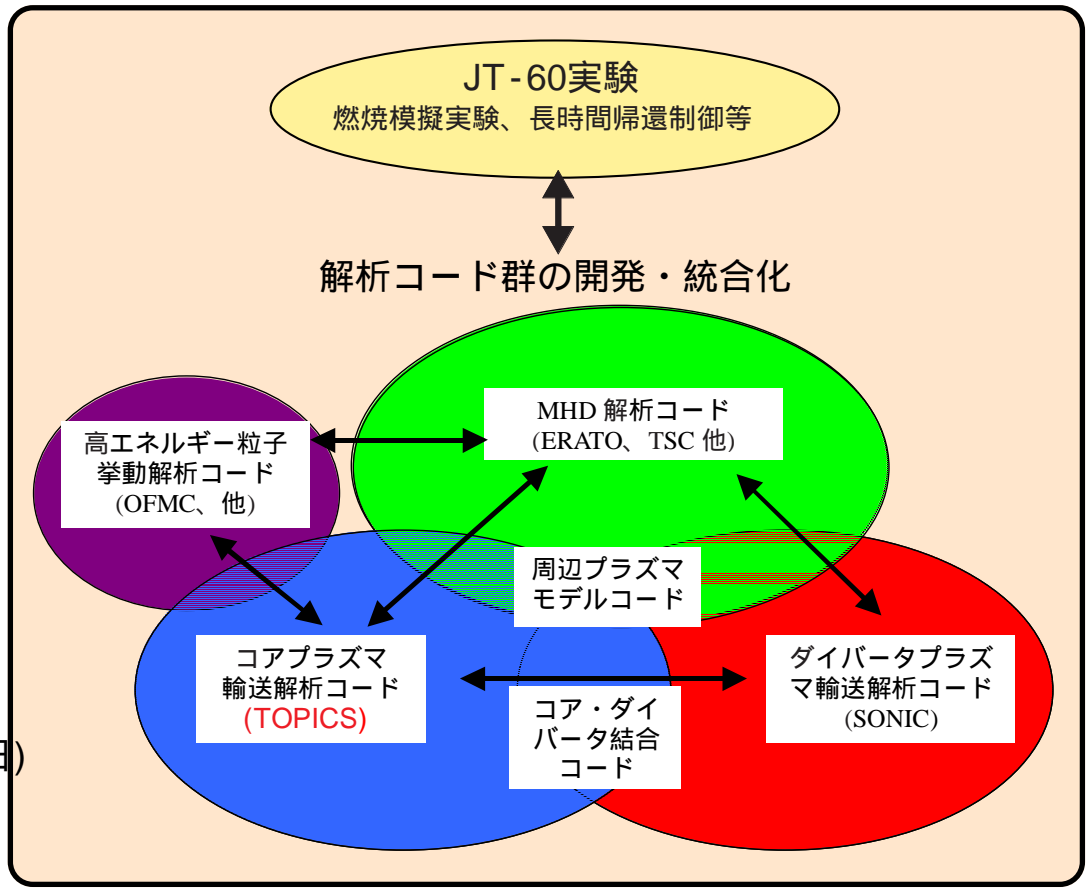 JT-60実験
燃焼模擬実験、長時間帰還制御等
解析コード群の開発・統合化
MHD 解析コード
(ERATO、TSC 他)
高エネルギー粒子
挙動解析コード
(OFMC、他)
周辺プラズマ
モデルコード
コアプラズマ
輸送解析コード
(TOPICS)
ダイバータプラズ
マ輸送解析コード
(SONIC)
コア・ダイ
バータ結合
コード
)